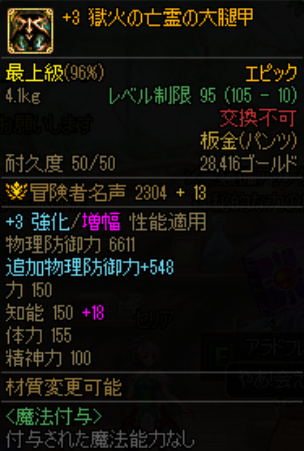 +3 獄火の亡霊の大腿甲
最上級(96%) エピック
4.1kg レベル制限 95 (105 - 10)
交換不可
板金(パンツ)
耐久度 50/50 28,416ゴールド
冒険者名声 2304 + 13
+3 強化/増幅 性能適用
物理防御力 6611
追加物理防御力+548
力 150
知能 150 +18
体力 155
精神力 100
材質変更可能
<魔法付与>
付与された魔法能力なし